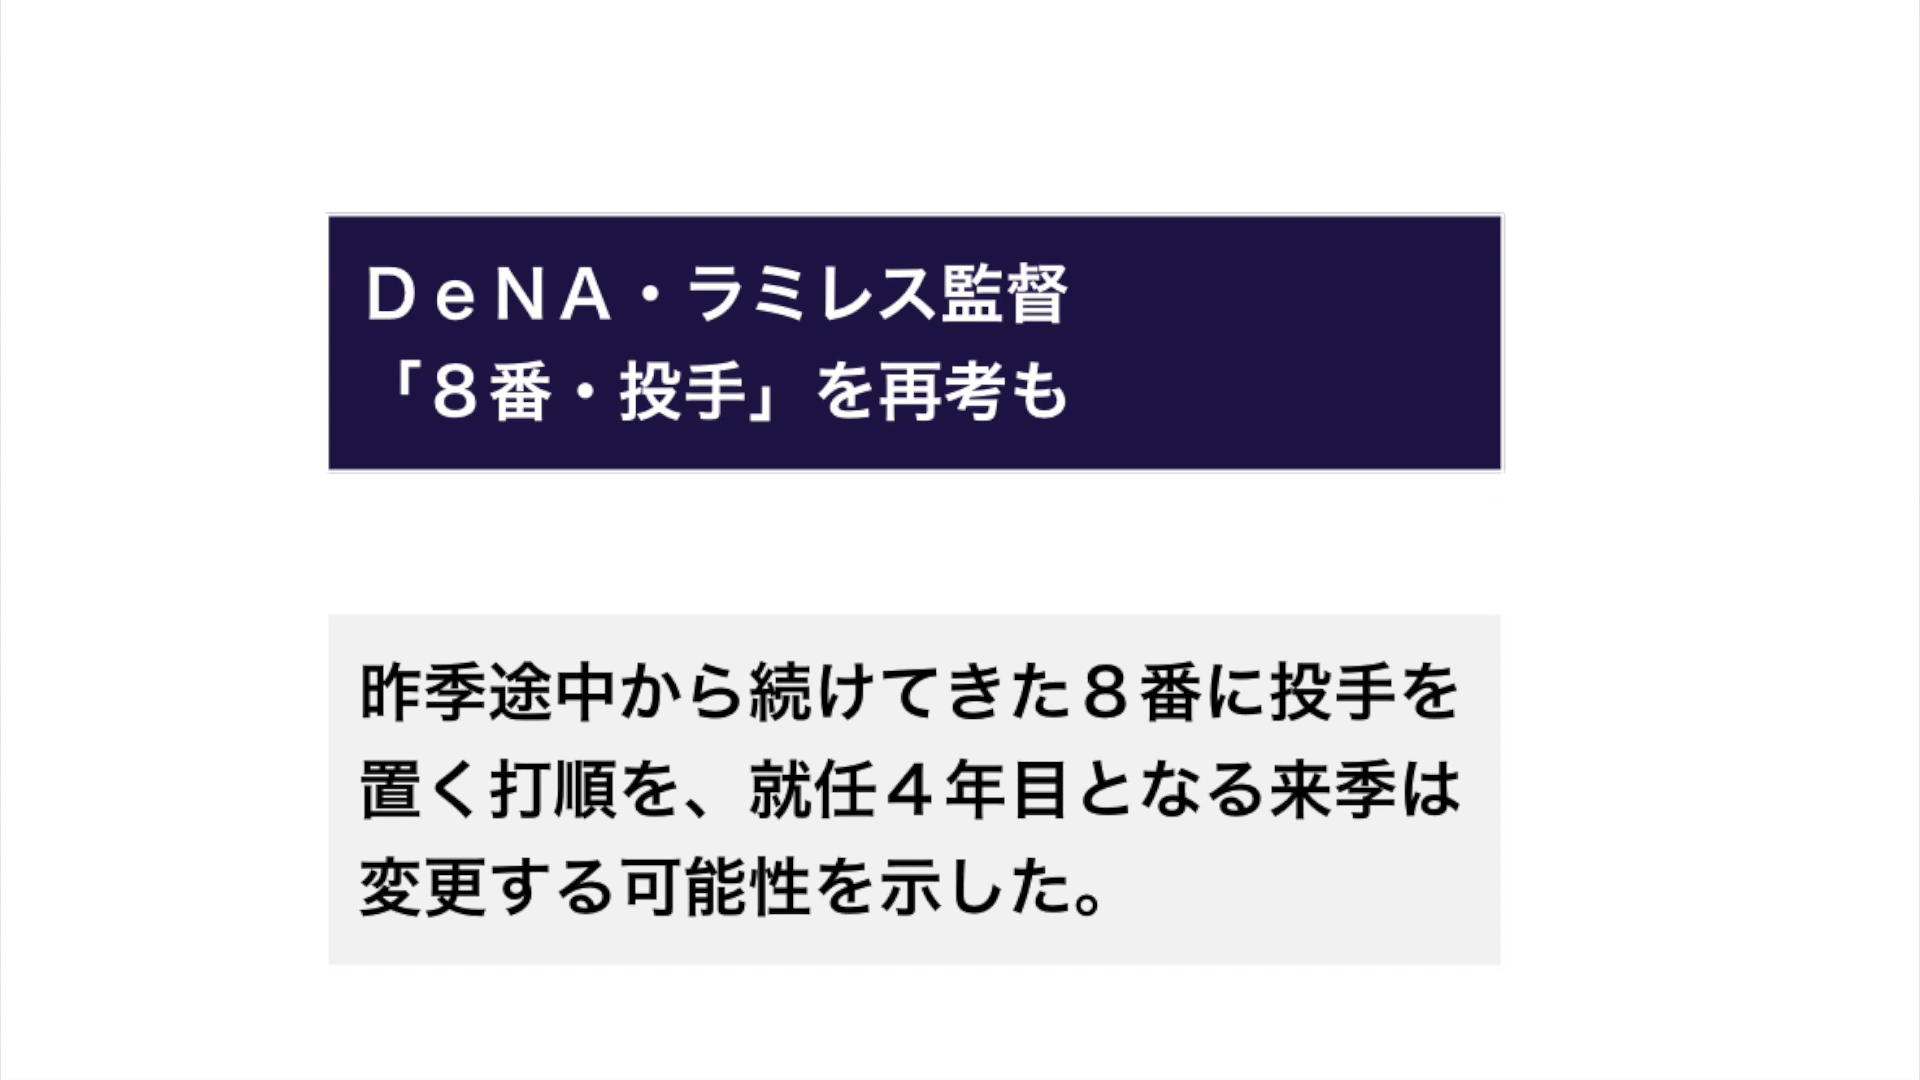 ＤｅＮＡ・ラミレス監督
「８番・投手」を再考も
昨季途中から続けてきた８番に投手を
置く打順を、就任４年目となる来季は
変更する可能性を示した。